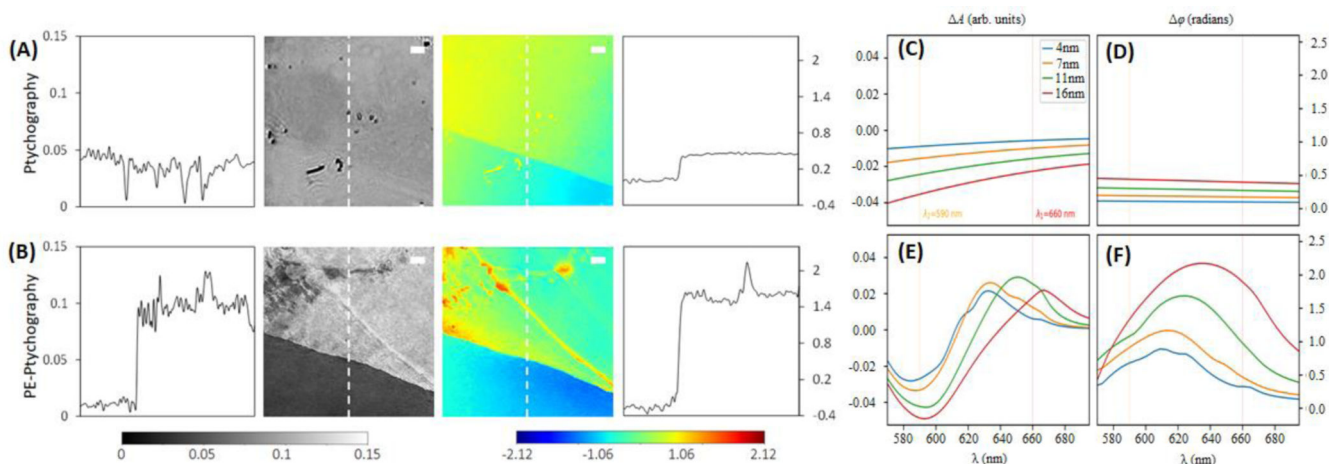 ΔA (arb. units)
Δφ (radians)
(A)
Ptychography
0.15
0.1
0.05
0
2
1.4
0.8
0.2
-0.4
(C)
0.04
0.02
0.00
-0.02
-0.04
4nm
7nm
11nm
16nm
λ₂=590 nm
λ₁=660 nm
(D)
2.5
2.0
1.5
1.0
0.5
0.0
(B)
PE-Ptychography
0.15
0.1
0.05
0
2
1.4
0.8
0.2
-0.4
(E)
0.04
0.02
0.00
-0.02
-0.04
(F)
2.5
2.0
1.5
1.0
0.5
0.0
580 600 620 640 660 680
λ (nm)
580 600 620 640 660 680
λ (nm)
0 0.05 0.1 0.15
-2.12 -1.06 1.06 2.12